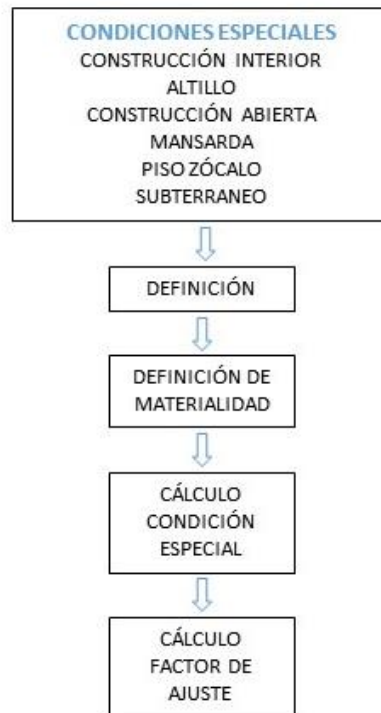 CONDICIONES ESPECIALES
CONSTRUCCIÓN INTERIOR
ALTILLO
CONSTRUCCIÓN ABIERTA
MANSARDA
PISO ZÓCALO
SUBTERRANEO
DEFINICIÓN
DEFINICIÓN DE
MATERIALIDAD
CÁLCULO
CONDICIÓN
ESPECIAL
CÁLCULO
FACTOR DE
AJUSTE